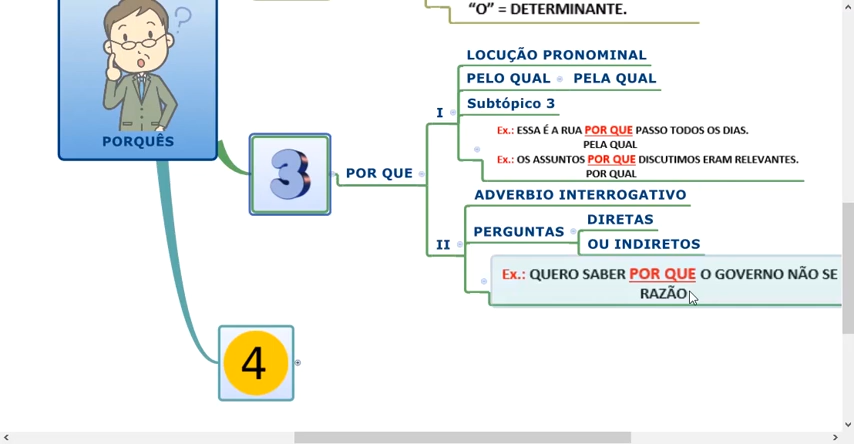 “O” = DETERMINANTE.
LOCUÇÃO PRONOMINAL
PELO QUAL PELA QUAL
I
Subtópico 3
Ex.: ESSA É A RUA POR QUE PASSO TODOS OS DIAS.
PELA QUAL
Ex.: OS ASSUNTOS POR QUE DISCUTIMOS ERAM RELEVANTES.
POR QUAL
PORQUÊS
3
POR QUE
ADVERBIO INTERROGATIVO
DIRETAS
PERGUNTAS
OU INDIRETOS
II
Ex.: QUERO SABER POR QUE O GOVERNO NÃO SE
RAZÃO
4